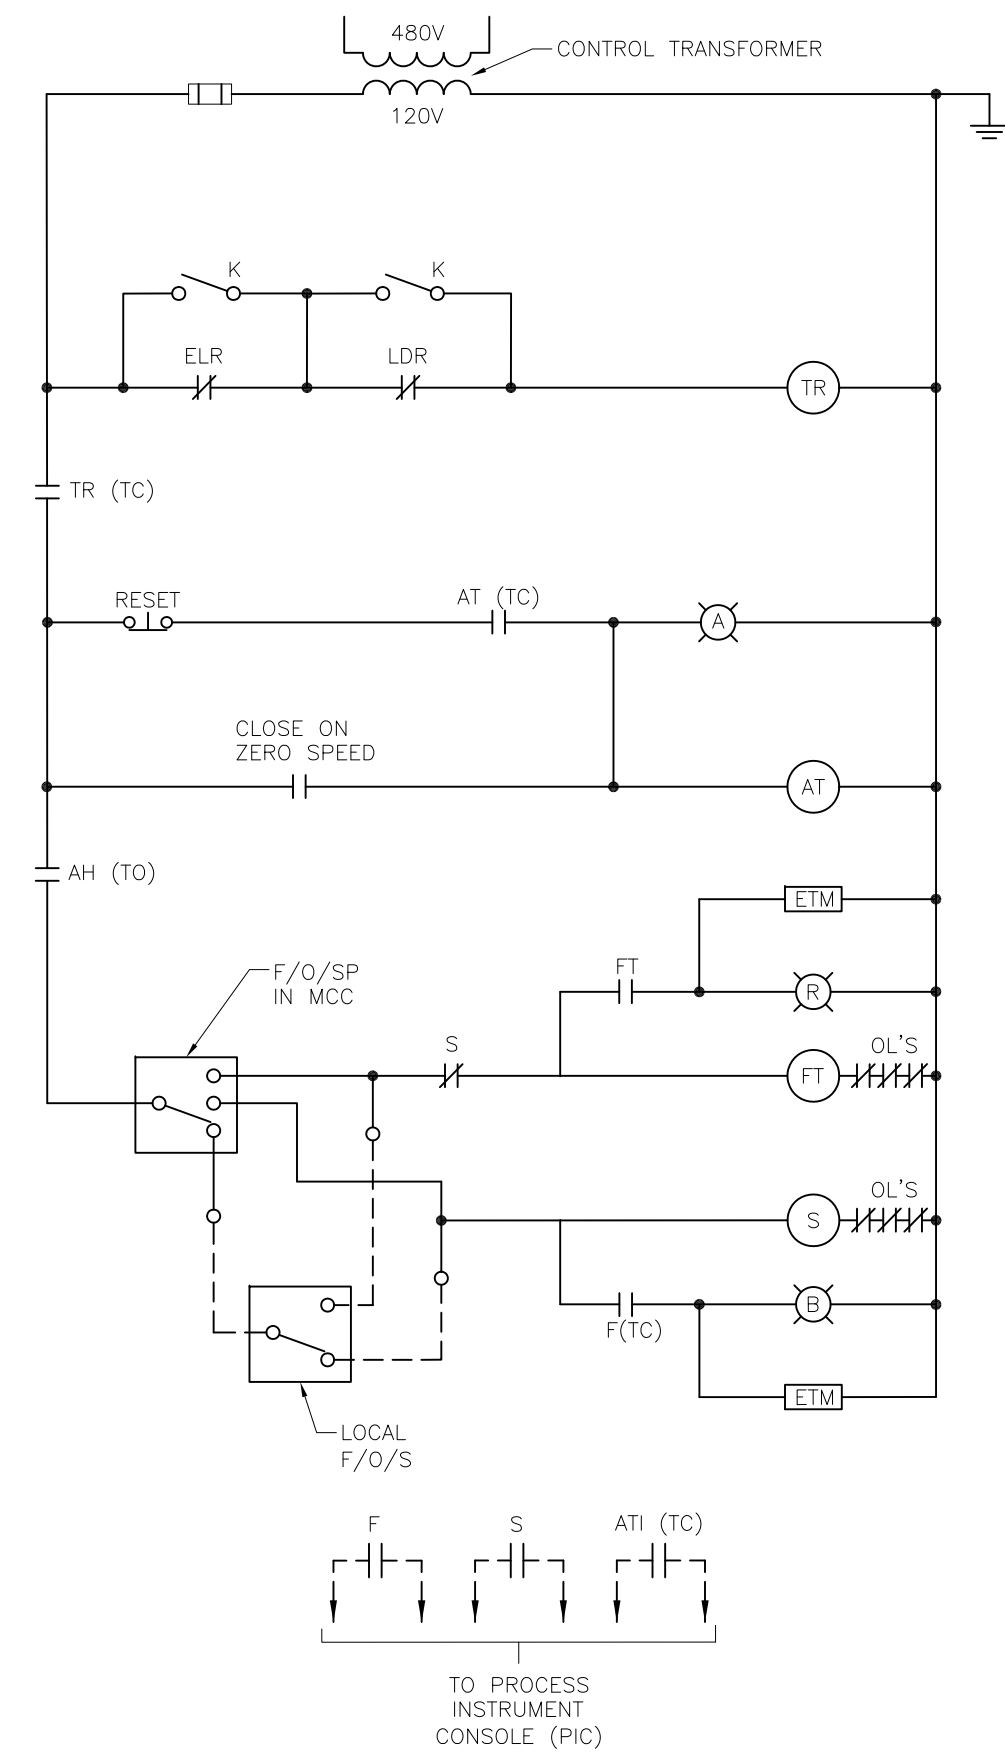 480V
CONTROL TRANSFORMER
120V
K
K
ELR
LDR
TR
TR (TC)
RESET
AT (TC)
A
CLOSE ON
ZERO SPEED
AT
AH (TO)
ETM
F/O/SP
IN MCC
FT
R
S
OL'S
FT
OL'S
S
F(TC)
B
ETM
LOCAL
F/O/S
F
S
ATI (TC)
TO PROCESS
INSTRUMENT
CONSOLE (PIC)